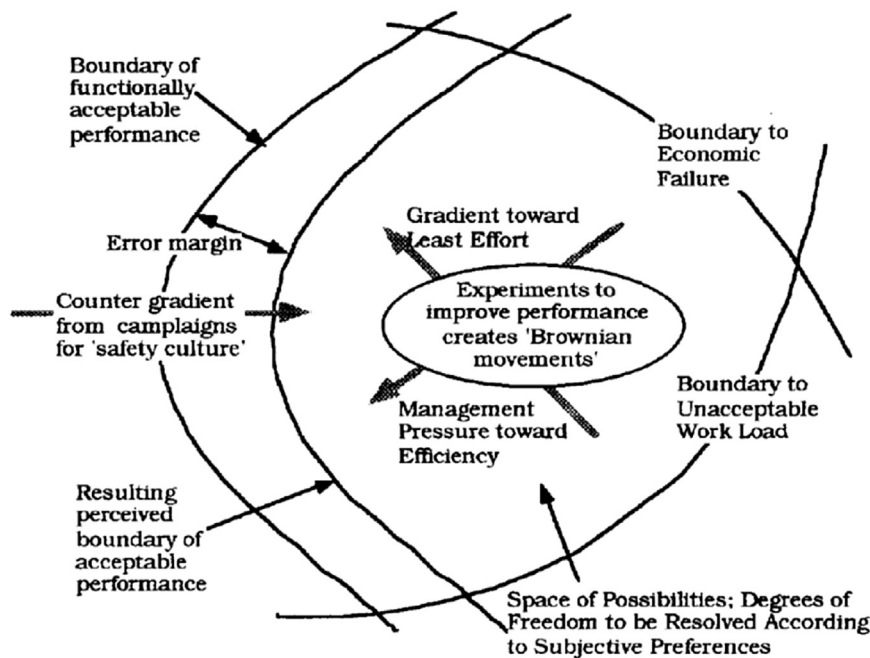 Boundary of
functionally
acceptable
performance
Boundary to
Economic
Failure
Error margin
Gradient toward
Least Effort
Counter gradient
from camplaigns
for 'safety culture'
Experiments to
improve performance
creates 'Brownian
movements'
Management
Pressure toward
Efficiency
Boundary to
Unacceptable
Work Load
Resulting
perceived
boundary of
acceptable
performance
Space of Possibilities; Degrees of
Freedom to be Resolved According
to Subjective Preferences